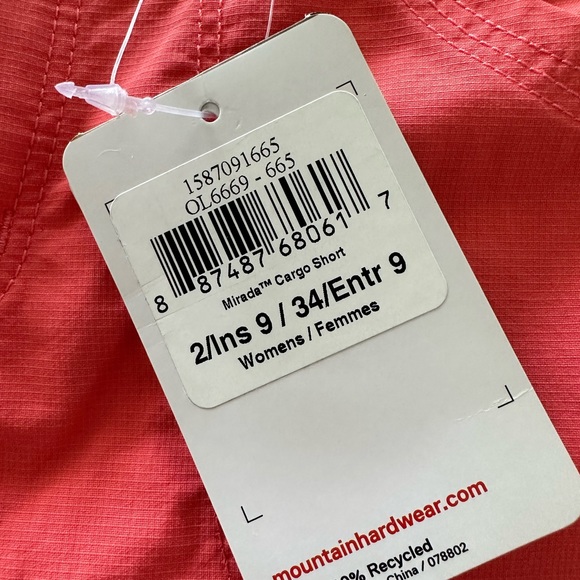 1587091665
OL6669 - 665
8 87487 68061 7
Mirada™ Cargo Short
2/Ins 9 / 34/Entr 9
Womens / Femmes
mountainhardwear.com
% Recycled
China / 078802